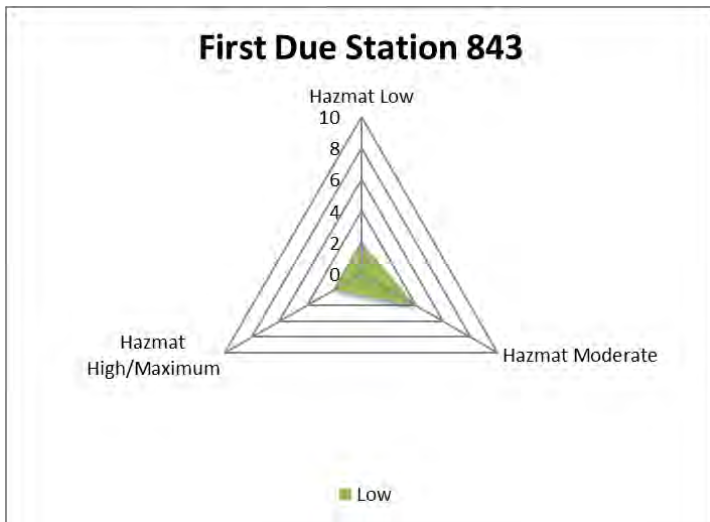 First Due Station 843
Hazmat Low
10
8
6
4
2
0
Hazmat
High/Maximum
Hazmat Moderate
Low